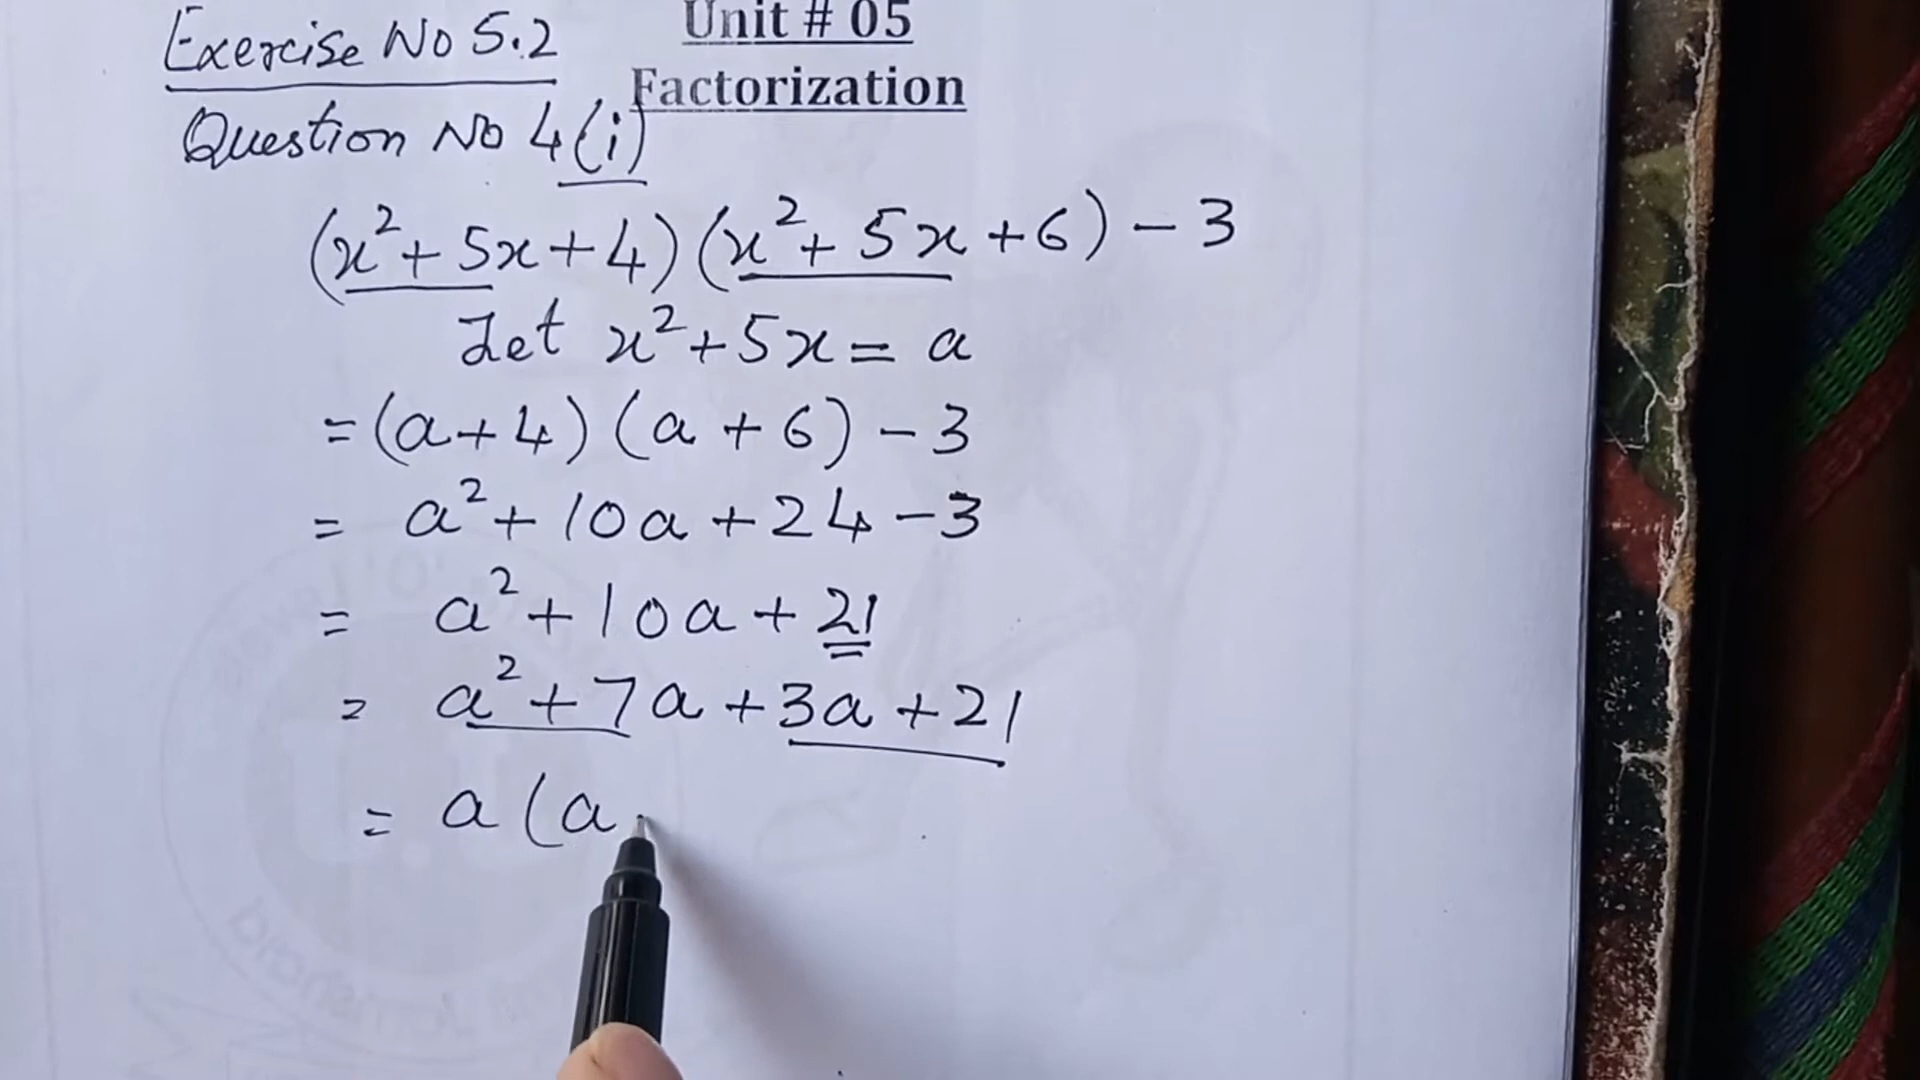 Exercise No 5.2 Unit # 05
Factorization
Question No 4(i)
(x²+5x+4)(x²+5x+6)-3
Let x²+5x= a
=(a+4)(a+6)-3
= a²+10a+24-3
= a²+10a+21
= a²+7a+3a+21
= a(a